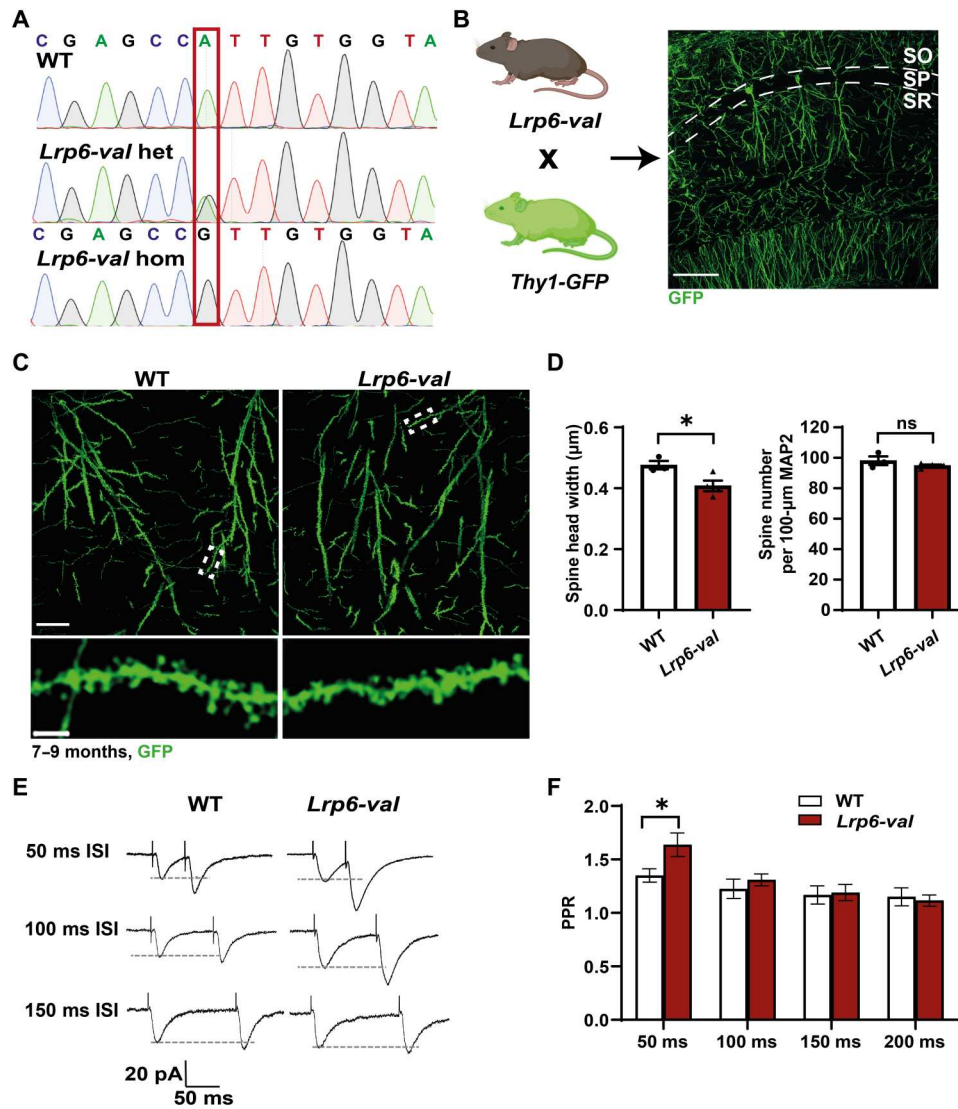 A
C G A G C C A T T G T G G T A
WT
Lrp6-val het
C G A G C C G T T G T G G T A
Lrp6-val hom
B
Lrp6-val
X
Thy1-GFP
SO
SP
SR
GFP
C
WT
Lrp6-val
7–9 months, GFP
D
Spine head width (µm)
0.6
0.4
0.2
0.0
*
WT
Lrp6-val
Spine number
per 100-µm MAP2
120
100
80
60
40
20
0
ns
WT
Lrp6-val
E
WT
Lrp6-val
50 ms ISI
100 ms ISI
150 ms ISI
20 pA
50 ms
F
PPR
2.0
1.5
1.0
0.5
0.0
*
WT
Lrp6-val
50 ms
100 ms
150 ms
200 ms